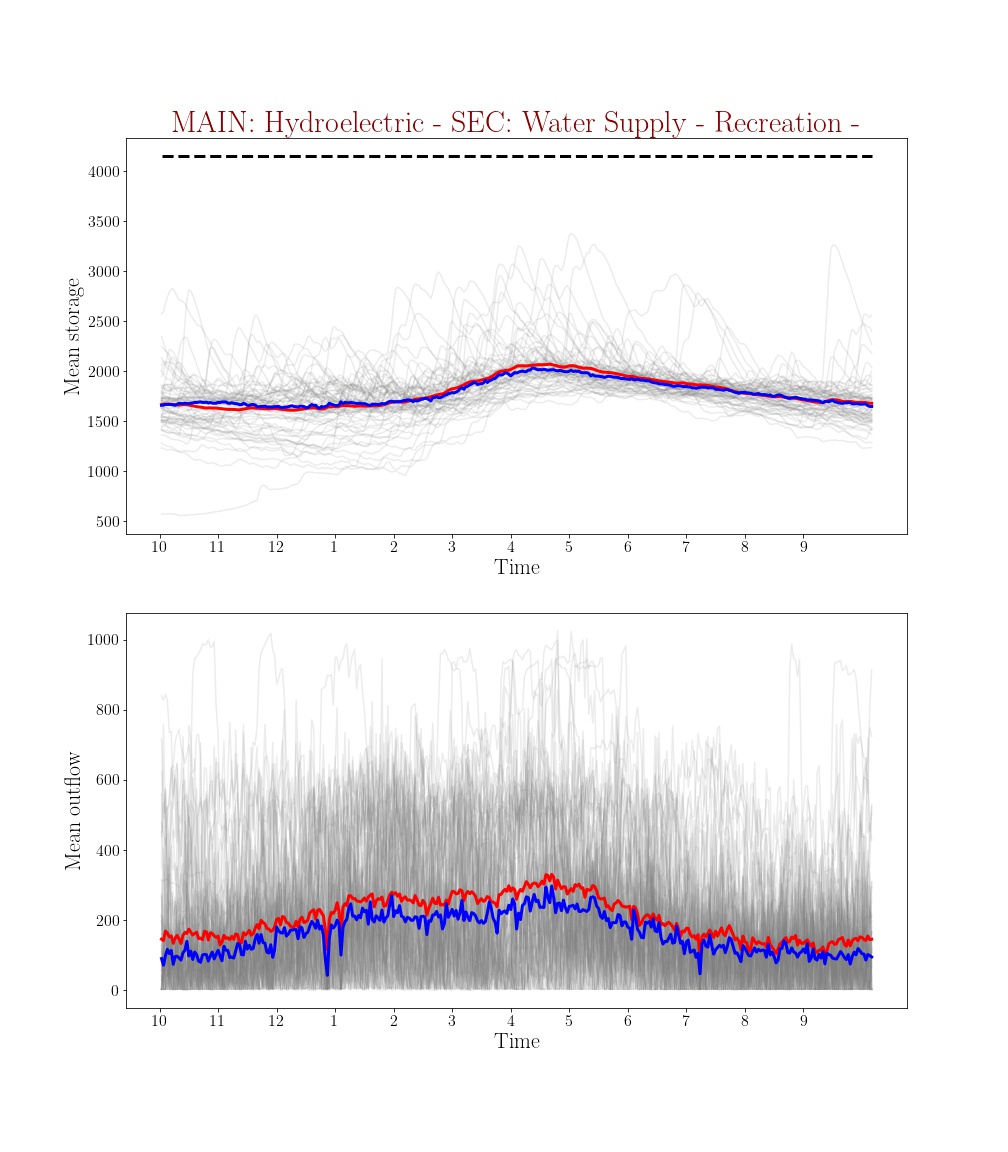 MAIN: Hydroelectric - SEC: Water Supply - Recreation -
4000
3500
3000
2500
2000
1500
1000
500
Mean storage
10 11 12 1 2 3 4 5 6 7 8 9
Time
1000
800
600
400
200
0
Mean outflow
10 11 12 1 2 3 4 5 6 7 8 9
Time